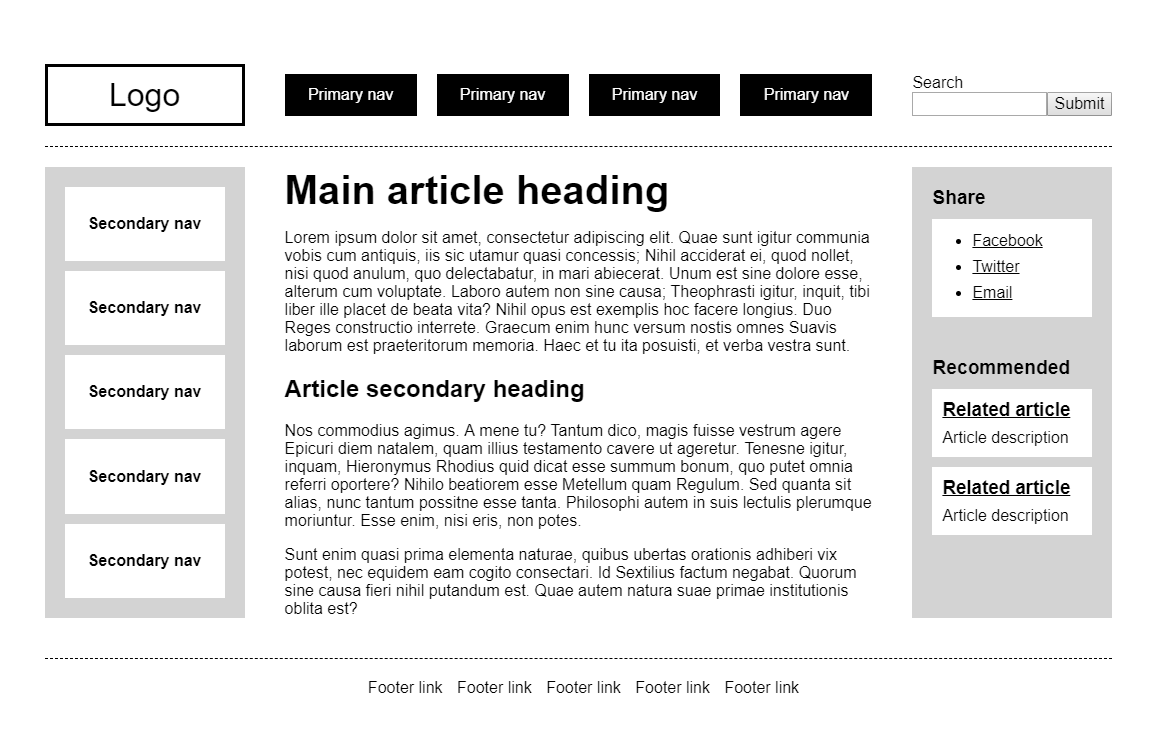 Logo
Primary nav
Primary nav
Primary nav
Primary nav
Search
Submit
Secondary nav
Secondary nav
Secondary nav
Secondary nav
Secondary nav
Main article heading
Lorem ipsum dolor sit amet, consectetur adipiscing elit. Quae sunt igitur communia
vobis cum antiquis, iis sic utamur quasi concessis; Nihil acciderat ei, quod nollet,
nisi quod anulum, quo delectabatur, in mari abiecerat. Unum est sine dolore esse,
alterum cum voluptate. Laboro autem non sine causa; Theophrasti igitur, inquit, tibi
liber ille placet de beata vita? Nihil opus est exemplis hoc facere longius. Duo
Reges constructio interrete. Graecum enim hunc versum nostis omnes Suavis
laborum est praeteritorum memoria. Haec et tu ita posuisti, et verba vestra sunt.
Article secondary heading
Nos commodius agimus. A mene tu? Tantum dico, magis fuisse vestrum agere
Epicuri diem natalem, quam illius testamento cavere ut ageretur. Tenesne igitur,
inquam, Hieronymus Rhodius quid dicat esse summum bonum, quo putet omnia
referri oportere? Nihilo beatiorem esse Metellum quam Regulum. Sed quanta sit
alias, nunc tantum possitne esse tanta. Philosophi autem in suis lectulis plerumque
moriuntur. Esse enim, nisi eris, non potes.
Sunt enim quasi prima elementa naturae, quibus ubertas orationis adhiberi vix
potest, nec equidem eam cogito consectari. Id Sextilius factum negabat. Quorum
sine causa fieri nihil putandum est. Quae autem natura suae primae institutionis
oblita est?
Share
Facebook
Twitter
Email
Recommended
Related article
Article description
Related article
Article description
Footer link Footer link Footer link Footer link Footer link